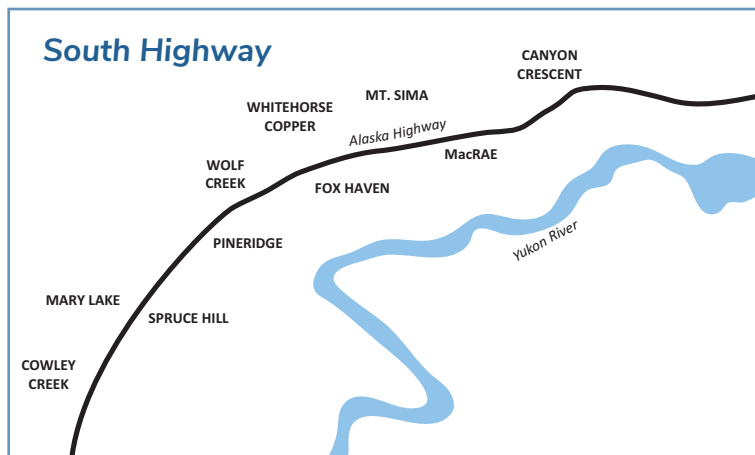 South Highway
CANYON
CRESCENT
MT. SIMA
WHITEHORSE
COPPER
Alaska Highway
MacRAE
WOLF
CREEK
FOX HAVEN
PINERIDGE
Yukon River
MARY LAKE
SPRUCE HILL
COWLEY
CREEK